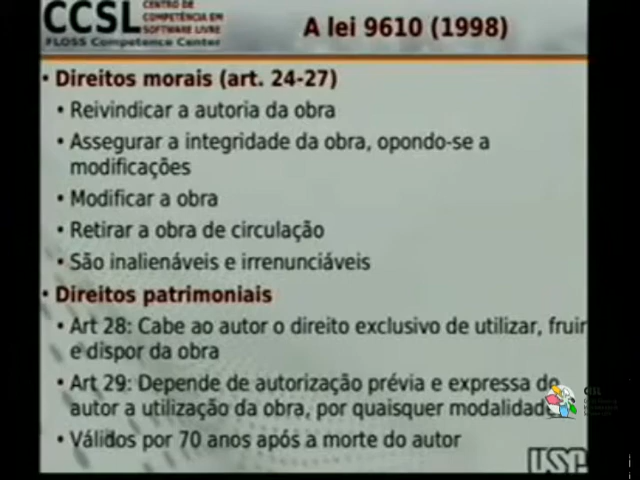 CCSL CENTRO DE
COMPETÊNCIA EM
SOFTWARE LIVRE
FLOSS Competence Center
A lei 9610 (1998)
• Direitos morais (art. 24-27)
• Reivindicar a autoria da obra
• Assegurar a integridade da obra, opondo-se a
modificações
• Modificar a obra
• Retirar a obra de circulação
• São inalienáveis e irrenunciáveis
• Direitos patrimoniais
• Art 28: Cabe ao autor o direito exclusivo de utilizar, fruir
e dispor da obra
• Art 29: Depende de autorização prévia e expressa do
autor a utilização da obra, por quaisquer modalidade
• Válidos por 70 anos após a morte do autor
USP